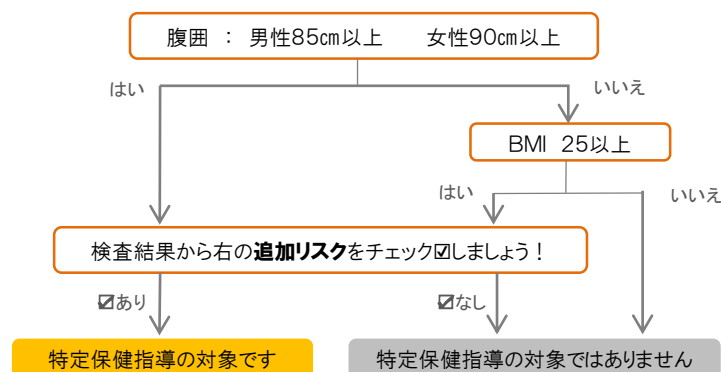 腹囲 ： 男性85㎝以上　　女性90㎝以上
はい
いいえ
BMI 25以上
はい
いいえ
検査結果から右の追加リスクをチェック☑しましょう！
☑あり
☑なし
特定保健指導の対象です
特定保健指導の対象ではありません